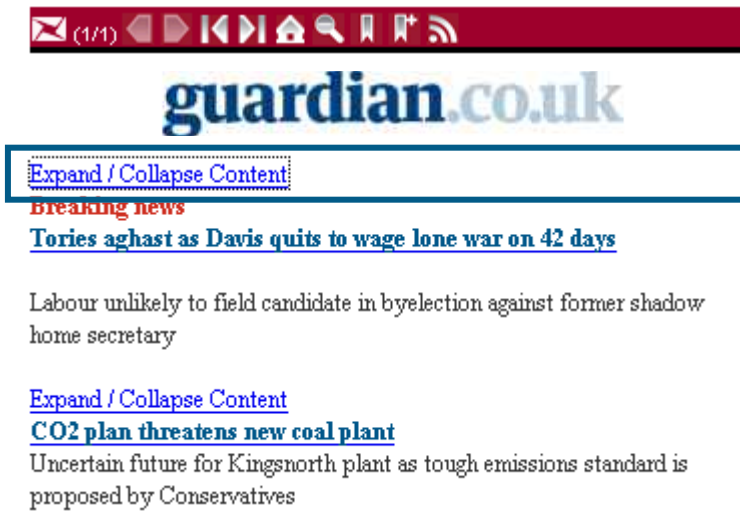 (1/1)
guardian.co.uk
Expand / Collapse Content
Breaking news
Tories aghast as Davis quits to wage lone war on 42 days
Labour unlikely to field candidate in byelection against former shadow
home secretary
Expand / Collapse Content
CO2 plan threatens new coal plant
Uncertain future for Kingsnorth plant as tough emissions standard is
proposed by Conservatives